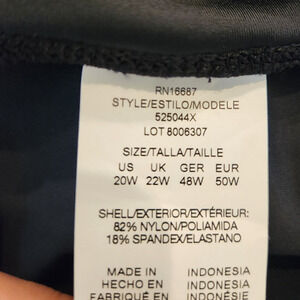 RN16687
STYLE/ESTILO/MODELE
525044X
LOT 8006307
SIZE/TALLA/TAILLE
US UK GER EUR
20W 22W 48W 50W
SHELL/EXTERIOR/EXTÉRIEUR:
82% NYLON/POLIAMIDA
18% SPANDEX/ELASTANO
MADE IN INDONESIA
HECHO EN INDONESIA
FABRIQUÉ EN INDONÉSIE